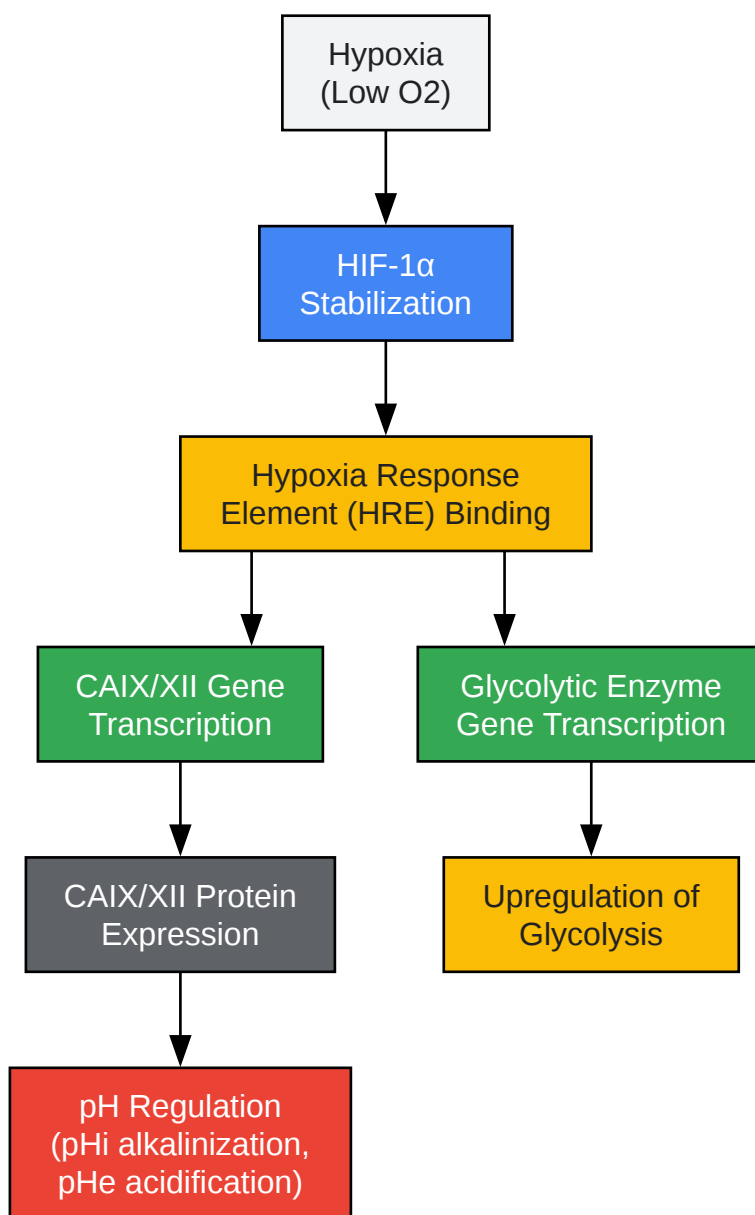 Hypoxia
(Low O2)
HIF-1α
Stabilization
Hypoxia Response
Element (HRE) Binding
CAIX/XII Gene
Transcription
Glycolytic Enzyme
Gene Transcription
CAIX/XII Protein
Expression
Upregulation of
Glycolysis
pH Regulation
(pHi alkalinization,
pHe acidification)